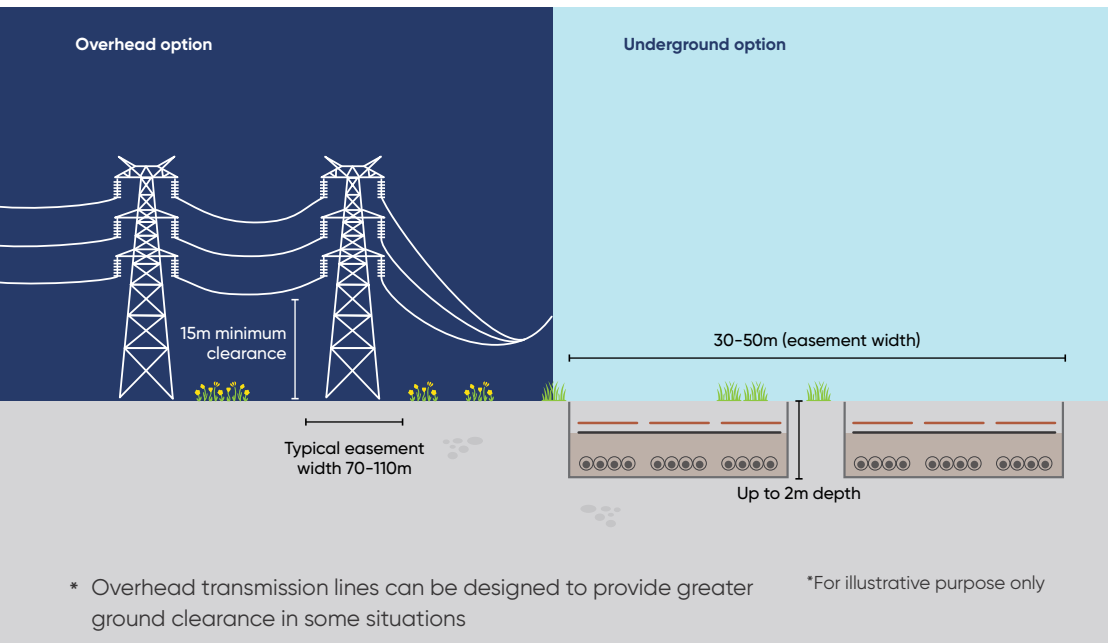 Overhead option
Underground option
15m minimum
clearance
30-50m (easement width)
Typical easement
width 70-110m
Up to 2m depth
* Overhead transmission lines can be designed to provide greater
ground clearance in some situations
*For illustrative purpose only